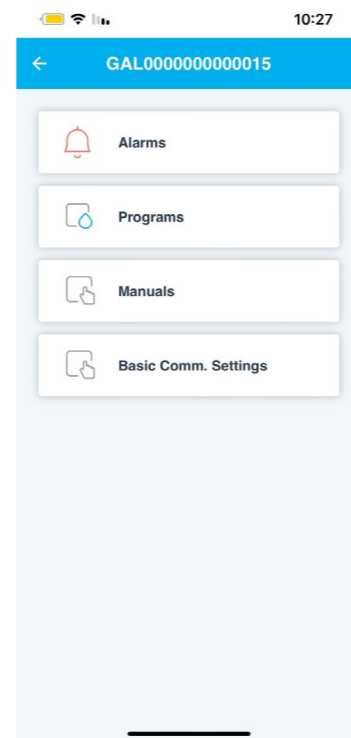 10:27
GAL0000000000015
Alarms
Programs
Manuals
Basic Comm. Settings